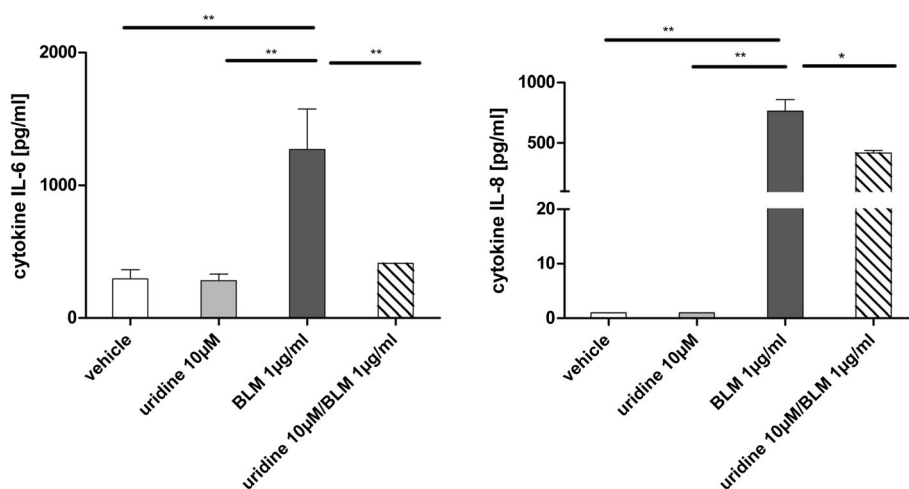 **
**
**
2000
1000
0
cytokine IL-6 [pg/ml]
vehicle
uridine 10µM
BLM 1µg/ml
uridine 10µM/BLM 1µg/ml
**
**
*
1000
500
20
10
0
cytokine IL-8 [pg/ml]
vehicle
uridine 10µM
BLM 1µg/ml
uridine 10µM/BLM 1µg/ml